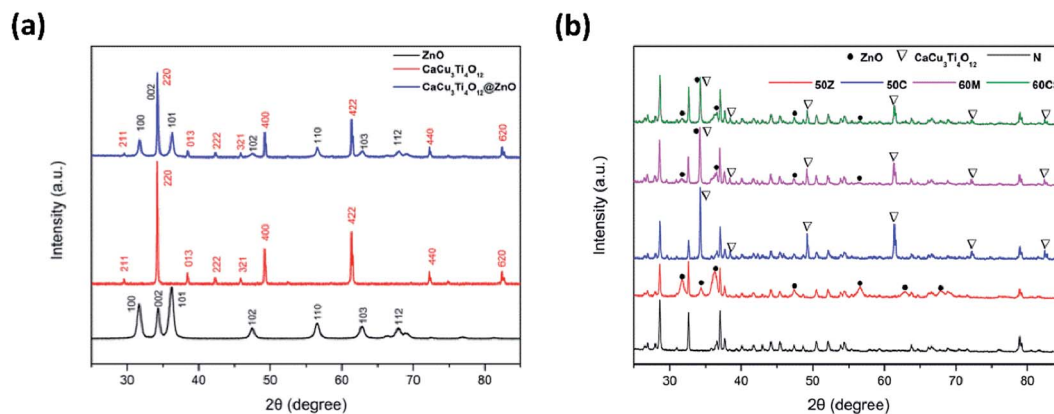 (a)
ZnO
CaCu3Ti4O12
CaCu3Ti4O12@ZnO
211
100
002
220
101
013
222
321
102
400
110
422
103
112
440
620
211
220
013
222
321
400
422
440
620
100
002
101
102
110
103
112
Intensity (a.u.)
30 40 50 60 70 80
2θ (degree)
(b)
ZnO CaCu3Ti4O12 N
50Z 50C 60M 60C
Intensity (a.u.)
30 40 50 60 70 80
2θ (degree)